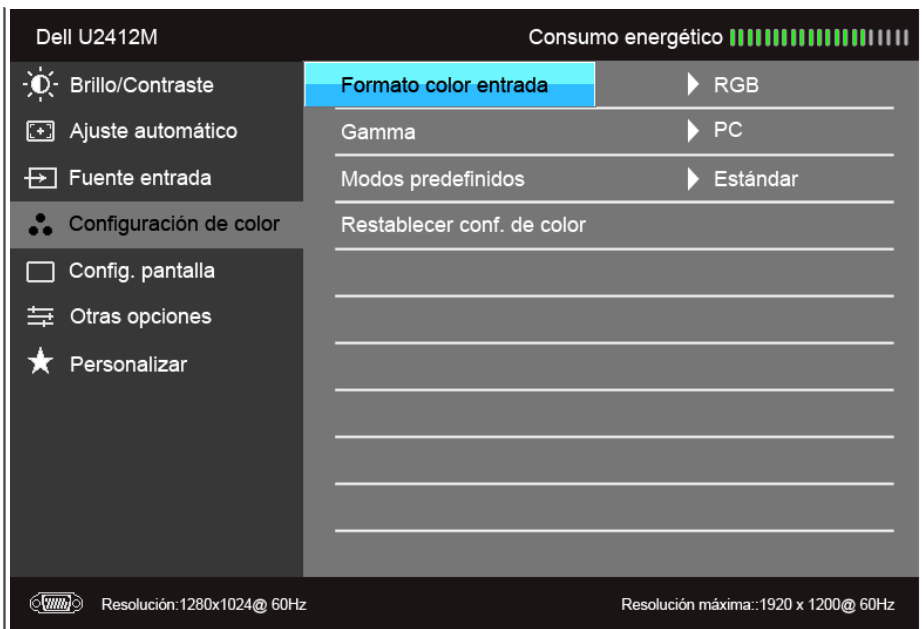 Dell U2412M
Consumo energético
Brillo/Contraste
Formato color entrada
RGB
Ajuste automático
Gamma
PC
Fuente entrada
Modos predefinidos
Estándar
Configuración de color
Restablecer conf. de color
Config. pantalla
Otras opciones
Personalizar
Resolución:1280x1024@ 60Hz
Resolución máxima::1920 x 1200@ 60Hz